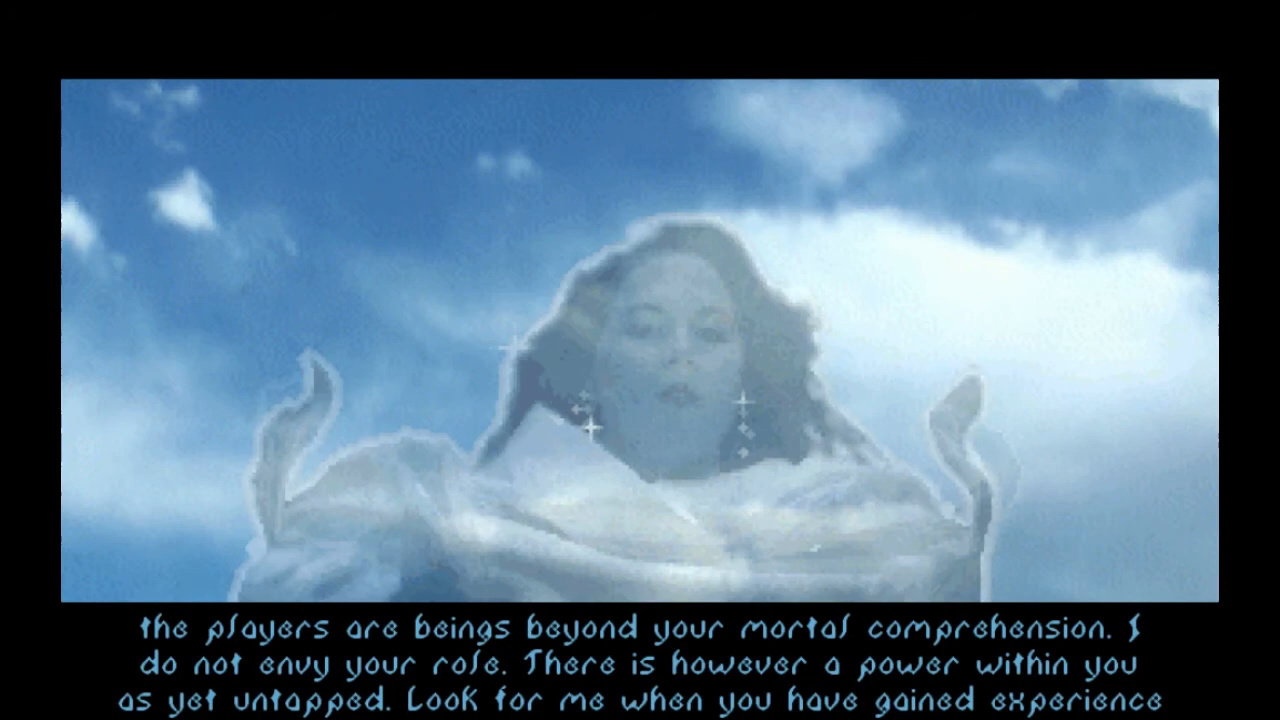 the players are beings beyond your mortal comprehension. I
do not envy your role. There is however a power within you
as yet untapped. Look for me when you have gained experience